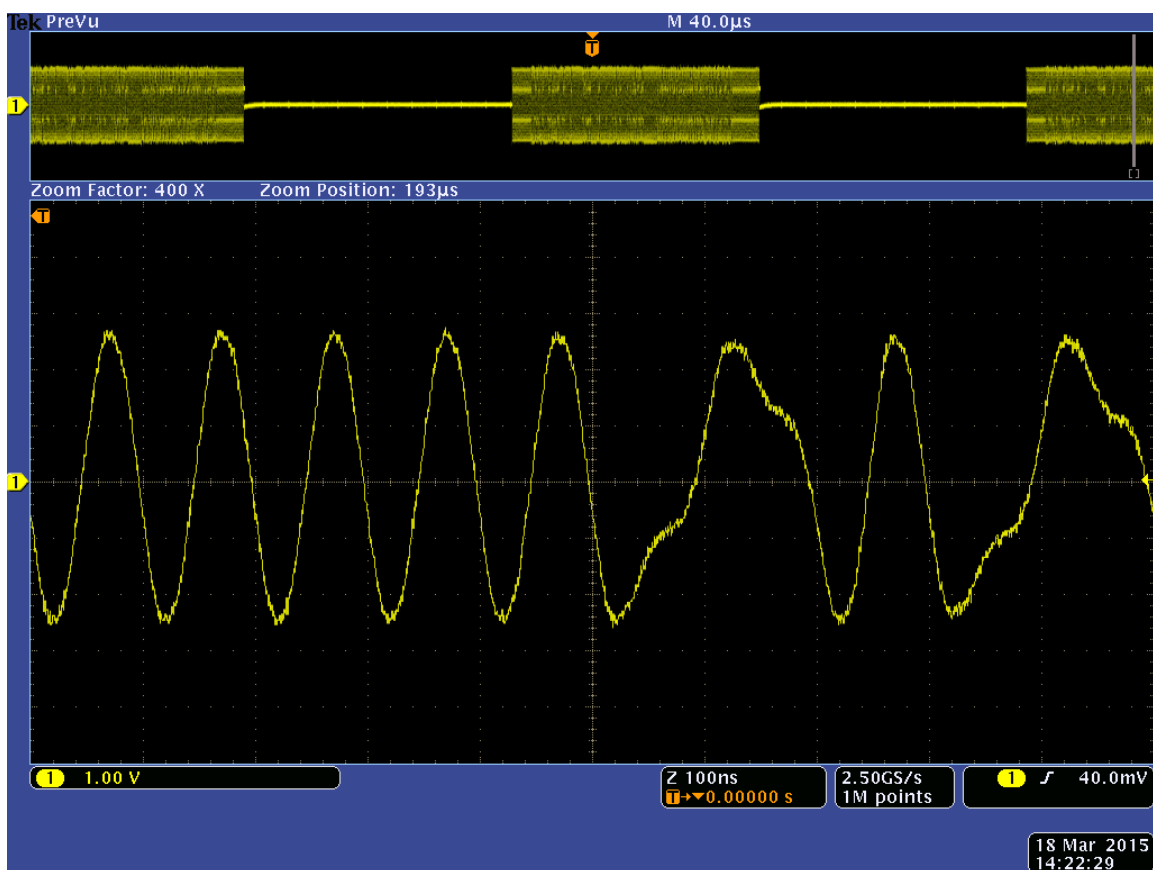 Tek PreVu M 40.0µs
T
1
Zoom Factor: 400 X Zoom Position: 193µs
T
1
1 1.00 V
Z 100ns
T→▼0.00000 s
2.50GS/s
1M points
1 40.0mV
18 Mar 2015
14:22:29